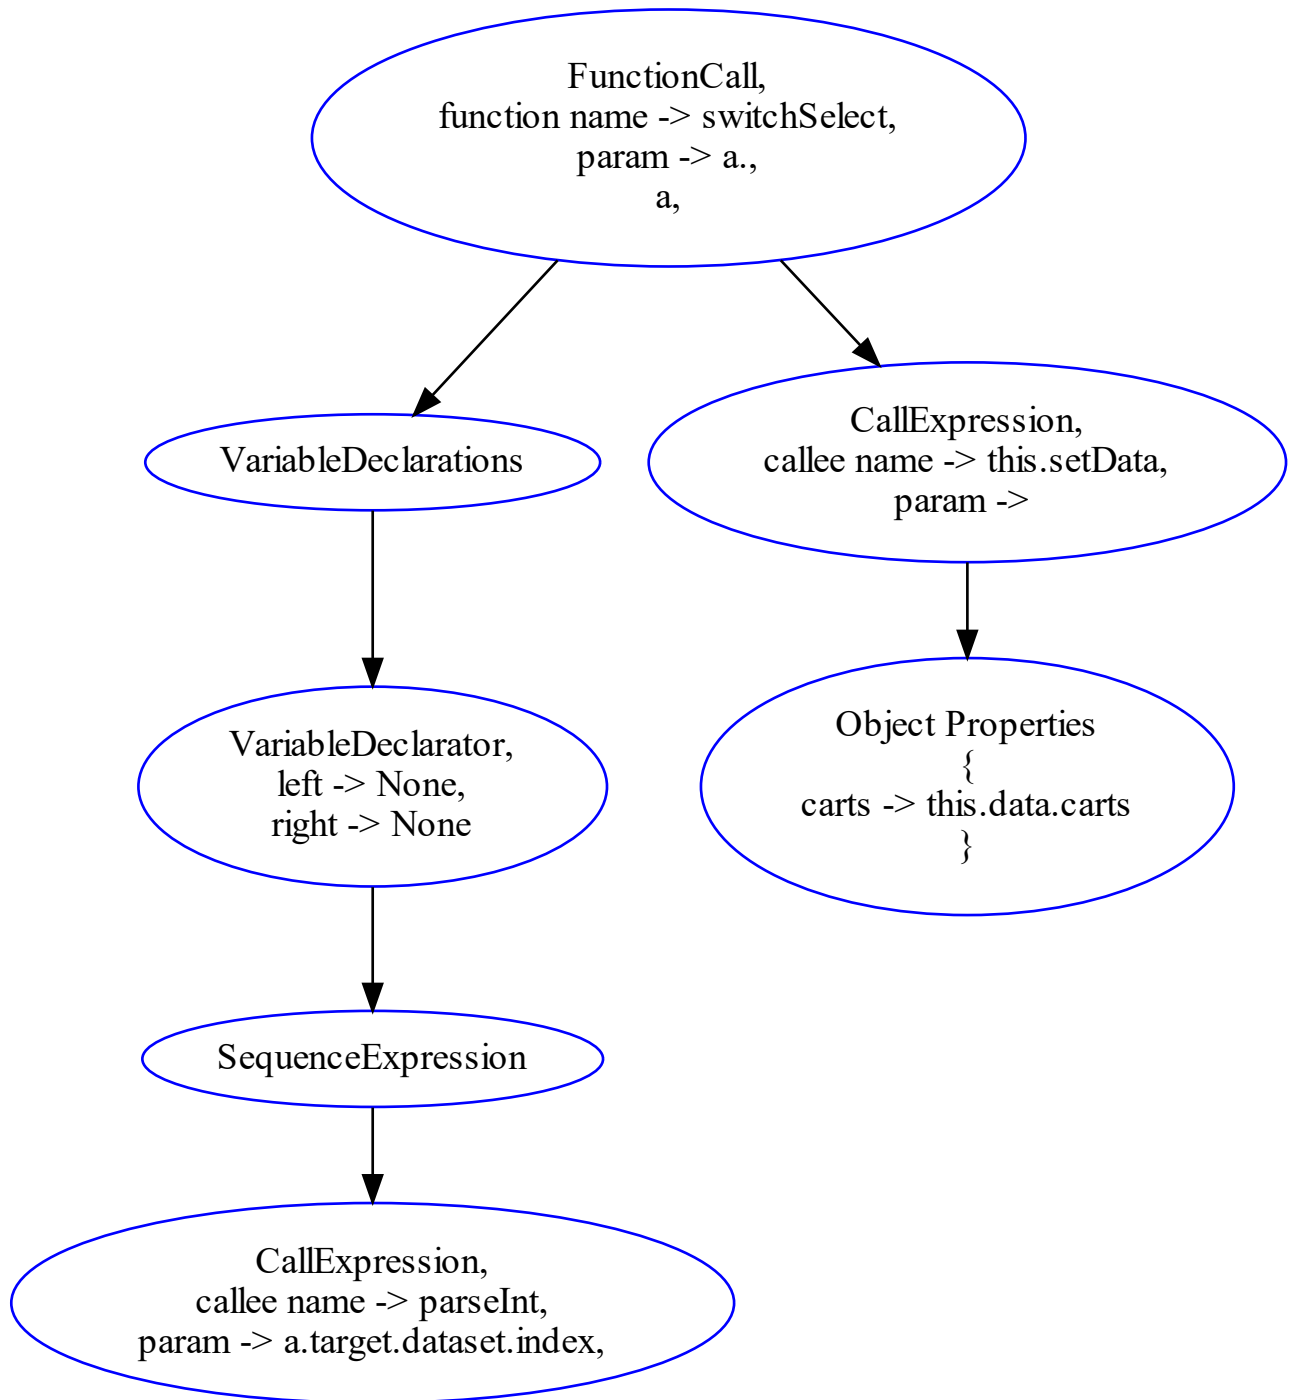 FunctionCall,
function name -> switchSelect,
param -> a.,
a,
VariableDeclarations
CallExpression,
callee name -> this.setData,
param ->
VariableDeclarator,
left -> None,
right -> None
Object Properties
{
carts -> this.data.carts
}
SequenceExpression
CallExpression,
callee name -> parseInt,
param -> a.target.dataset.index,